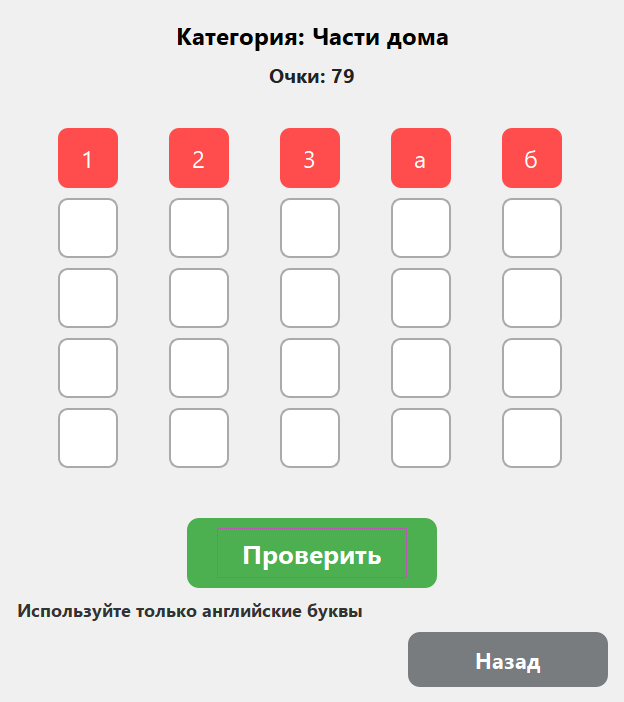 Категория: Части дома
Очки: 79
1 2 3 а б
Проверить
Используйте только английские буквы
Назад